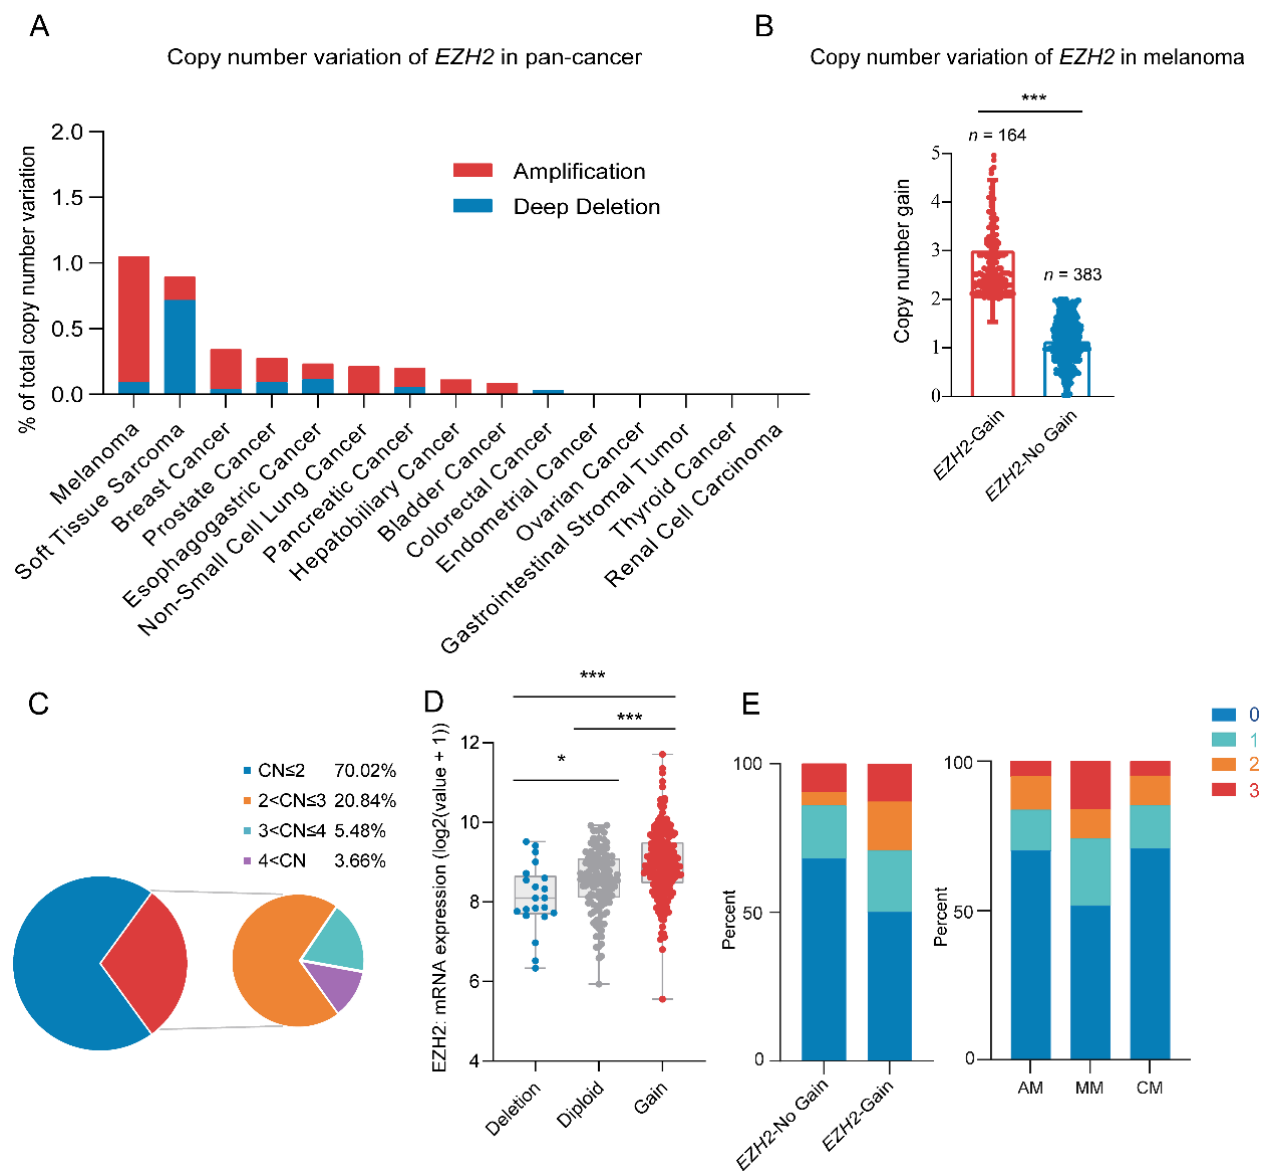 A
Copy number variation of EZH2 in pan-cancer
% of total copy number variation
2.0
1.5
1.0
0.5
0.0
Amplification
Deep Deletion
Melanoma
Soft Tissue Sarcoma
Breast Cancer
Prostate Cancer
Esophagogastric Cancer
Non-Small Cell Lung Cancer
Pancreatic Cancer
Hepatobiliary Cancer
Bladder Cancer
Colorectal Cancer
Endometrial Cancer
Ovarian Cancer
Gastrointestinal Stromal Tumor
Thyroid Cancer
Renal Cell Carcinoma
B
Copy number variation of EZH2 in melanoma
***
n = 164
n = 383
Copy number gain
5
4
3
2
1
0
EZH2-Gain
EZH2-No Gain
C
CN≤2 70.02%
2<CN≤3 20.84%
3<CN≤4 5.48%
4<CN 3.66%
D
***
***
*
EZH2: mRNA expression (log2(value + 1))
12
10
8
6
4
Deletion
Diploid
Gain
E
Percent
100
50
0
EZH2-No Gain
EZH2-Gain
Percent
100
50
0
AM
MM
CM
0
1
2
3